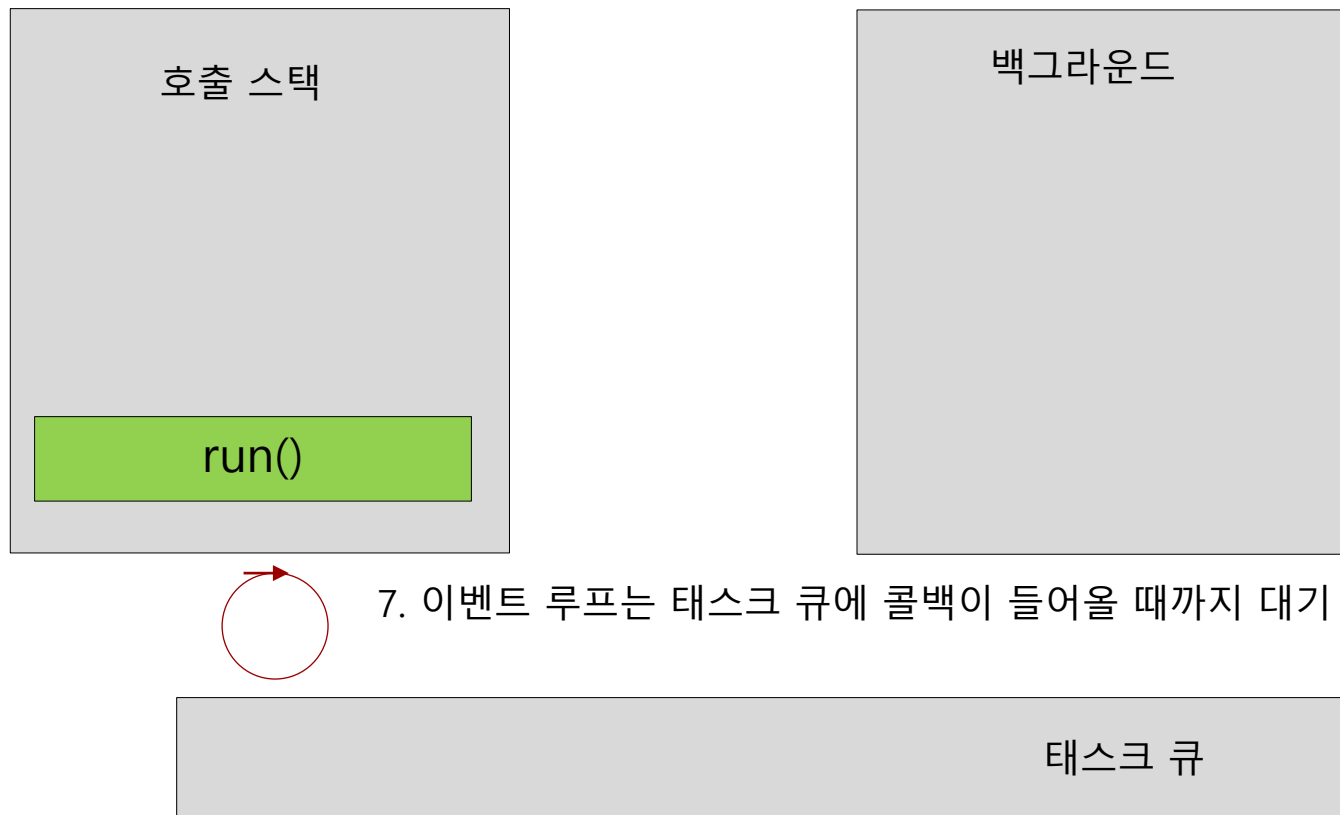 호출 스택
백그라운드
run()
7. 이벤트 루프는 태스크 큐에 콜백이 들어올 때까지 대기
태스크 큐